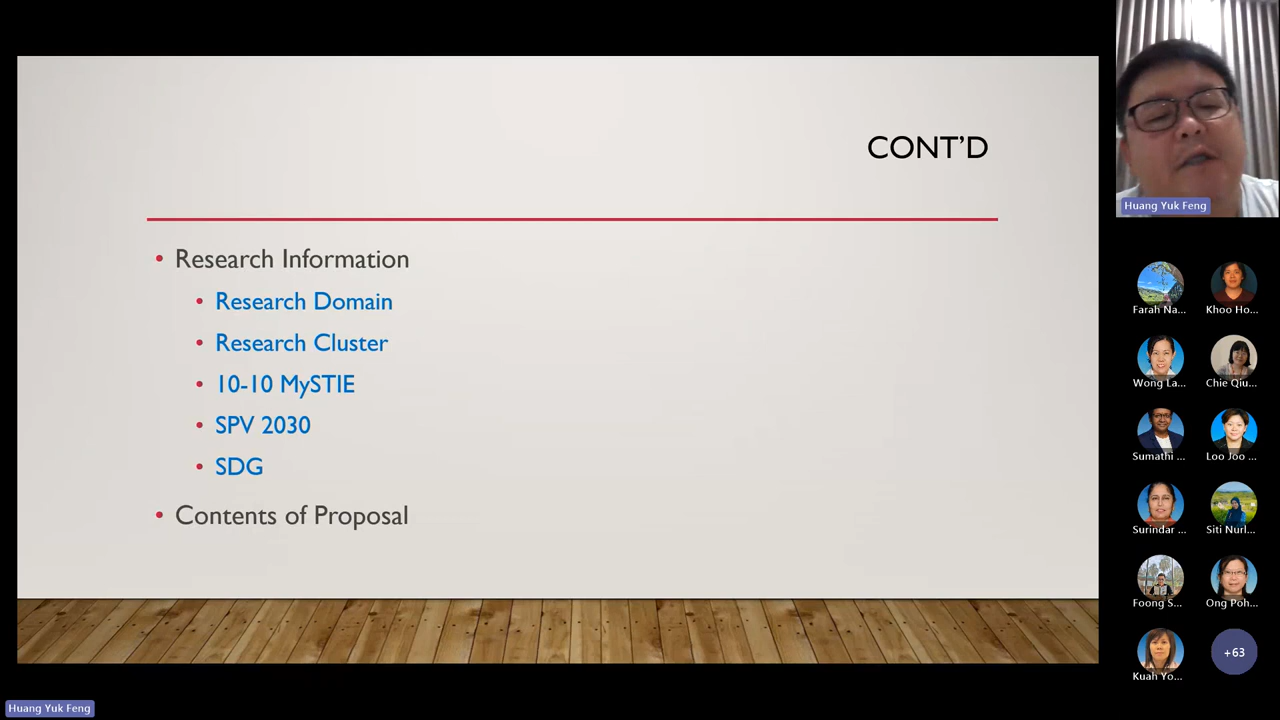 CONT'D
• Research Information
• Research Domain
• Research Cluster
• 10-10 MySTIE
• SPV 2030
• SDG
• Contents of Proposal
Huang Yuk Feng
Farah Na...
Khoo Ho...
Wong La...
Chie Qiu...
Sumathi ...
Loo Joo ...
Surindar ...
Siti Nurl...
Foong S...
Ong Poh...
Kuah Yo...
+63
Huang Yuk Feng